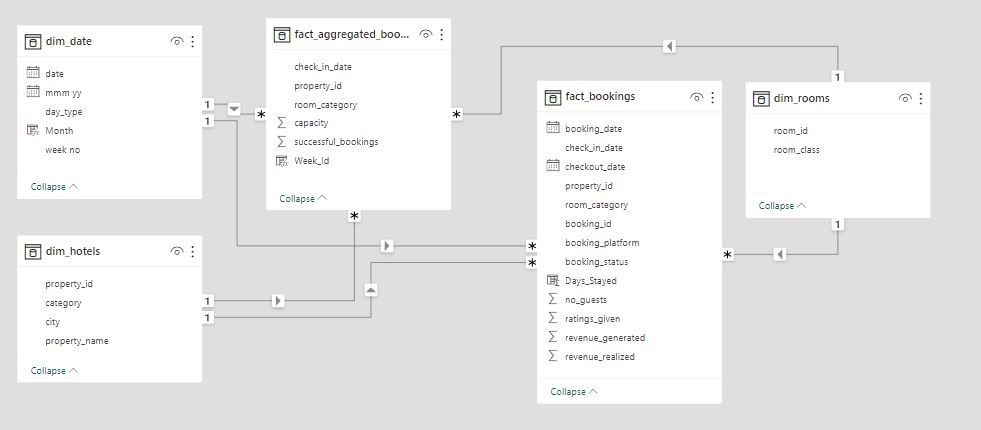 dim_date
date
mmm yy
day_type
Month
week no
Collapse
fact_aggregated_boo...
check_in_date
property_id
room_category
capacity
successful_bookings
Week_Id
Collapse
fact_bookings
booking_date
check_in_date
checkout_date
property_id
room_category
booking_id
booking_platform
booking_status
Days_Stayed
no_guests
ratings_given
revenue_generated
revenue_realized
Collapse
dim_rooms
room_id
room_class
Collapse
dim_hotels
property_id
category
city
property_name
Collapse
1
1
*
*
1
*
*
*
*
1
1
1